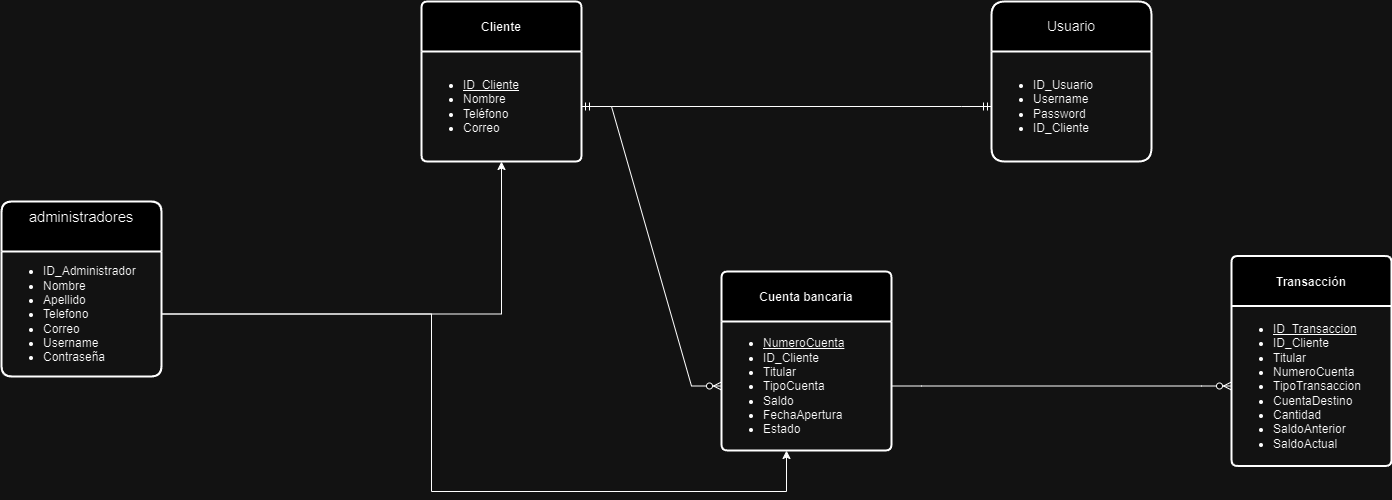 Cliente
ID_Cliente
Nombre
Teléfono
Correo
Usuario
ID_Usuario
Username
Password
ID_Cliente
administradores
ID_Administrador
Nombre
Apellido
Telefono
Correo
Username
Contraseña
Cuenta bancaria
NumeroCuenta
ID_Cliente
Titular
TipoCuenta
Saldo
FechaApertura
Estado
Transacción
ID_Transaccion
ID_Cliente
Titular
NumeroCuenta
TipoTransaccion
CuentaDestino
Cantidad
SaldoAnterior
SaldoActual